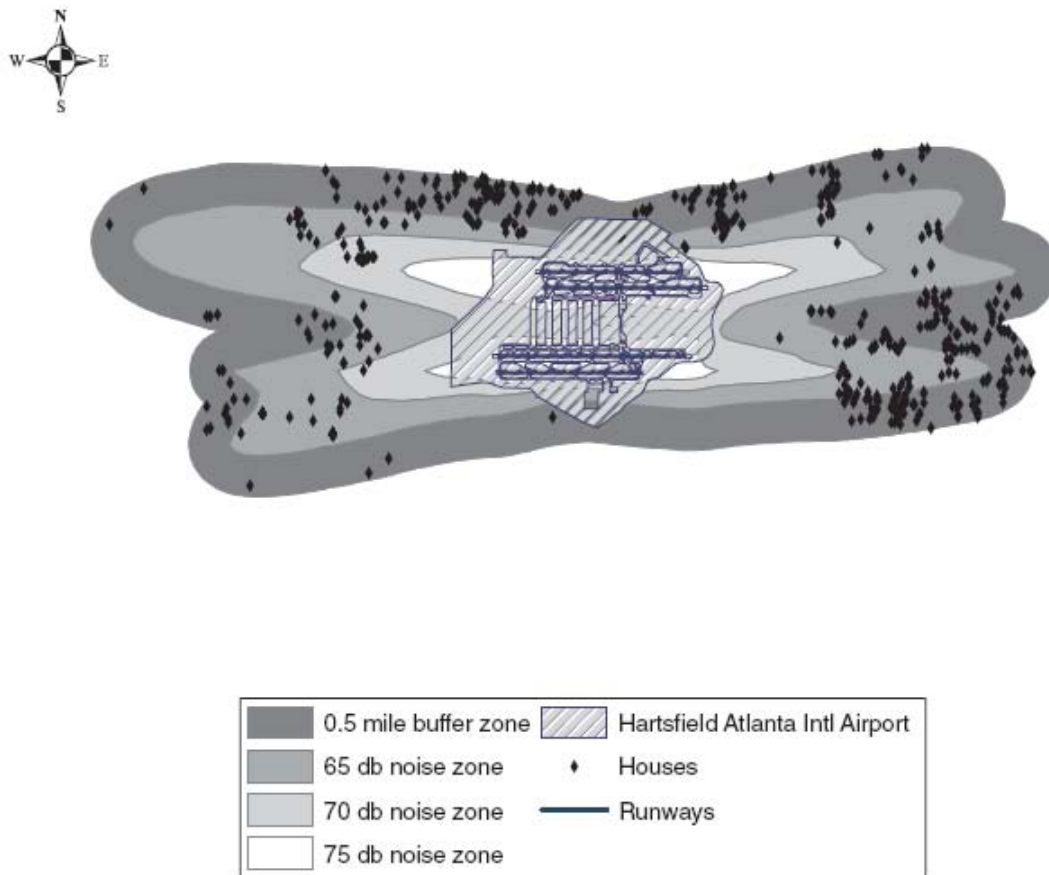 N
W E
S
0.5 mile buffer zone Hartsfield Atlanta Intl Airport
65 db noise zone Houses
70 db noise zone Runways
75 db noise zone